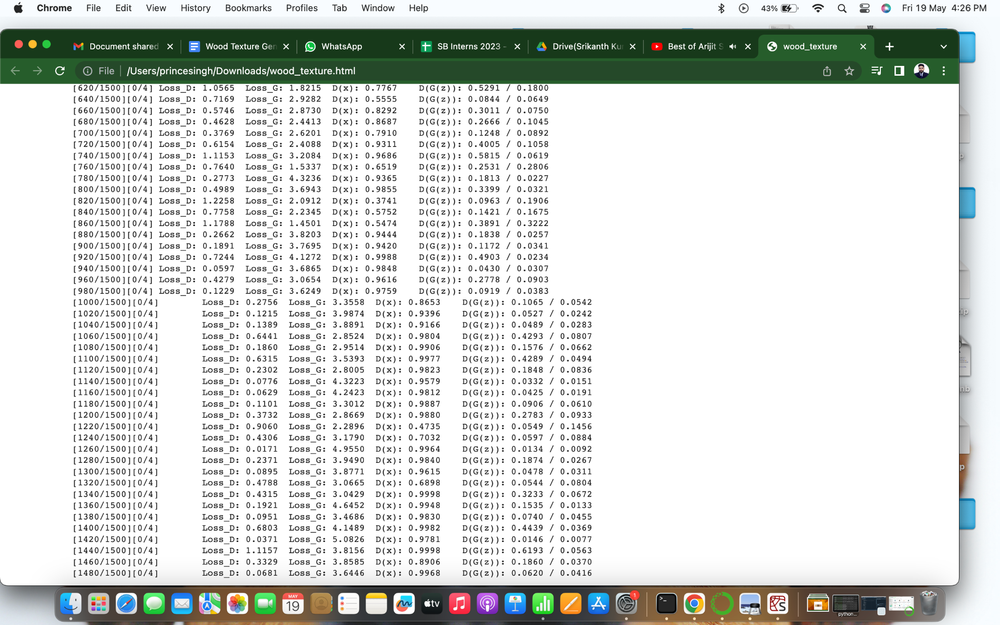 Chrome File Edit View History Bookmarks Profiles Tab Window Help 43% Fri 19 May 4:26 PM
Document shared Wood Texture Gen WhatsApp SB Interns 2023 - Drive(Srikanth Kur Best of Arijit S wood_texture
File /Users/princesingh/Downloads/wood_texture.html
[620/1500][0/4] Loss_D: 1.0565 Loss_G: 1.8215 D(x): 0.7767 D(G(z)): 0.5291 / 0.1800
[640/1500][0/4] Loss_D: 0.7169 Loss_G: 2.9282 D(x): 0.5555 D(G(z)): 0.0844 / 0.0649
[660/1500][0/4] Loss_D: 0.5746 Loss_G: 2.8730 D(x): 0.8292 D(G(z)): 0.3011 / 0.0750
[680/1500][0/4] Loss_D: 0.4628 Loss_G: 2.4413 D(x): 0.8687 D(G(z)): 0.2666 / 0.1045
[700/1500][0/4] Loss_D: 0.3769 Loss_G: 2.6201 D(x): 0.7910 D(G(z)): 0.1248 / 0.0892
[720/1500][0/4] Loss_D: 0.6154 Loss_G: 2.4088 D(x): 0.9311 D(G(z)): 0.4005 / 0.1058
[740/1500][0/4] Loss_D: 1.1153 Loss_G: 3.2084 D(x): 0.9686 D(G(z)): 0.5815 / 0.0619
[760/1500][0/4] Loss_D: 0.7640 Loss_G: 1.5337 D(x): 0.6519 D(G(z)): 0.2531 / 0.2806
[780/1500][0/4] Loss_D: 0.2773 Loss_G: 4.3236 D(x): 0.9365 D(G(z)): 0.1813 / 0.0227
[800/1500][0/4] Loss_D: 0.4989 Loss_G: 3.6943 D(x): 0.9855 D(G(z)): 0.3399 / 0.0321
[820/1500][0/4] Loss_D: 1.2258 Loss_G: 2.0912 D(x): 0.3741 D(G(z)): 0.0963 / 0.1906
[840/1500][0/4] Loss_D: 0.7758 Loss_G: 2.2345 D(x): 0.5752 D(G(z)): 0.1421 / 0.1675
[860/1500][0/4] Loss_D: 1.1788 Loss_G: 1.4501 D(x): 0.5474 D(G(z)): 0.3891 / 0.3222
[880/1500][0/4] Loss_D: 0.2662 Loss_G: 3.8203 D(x): 0.9444 D(G(z)): 0.1838 / 0.0257
[900/1500][0/4] Loss_D: 0.1891 Loss_G: 3.7695 D(x): 0.9420 D(G(z)): 0.1172 / 0.0341
[920/1500][0/4] Loss_D: 0.7244 Loss_G: 4.1272 D(x): 0.9988 D(G(z)): 0.4903 / 0.0234
[940/1500][0/4] Loss_D: 0.0597 Loss_G: 3.6865 D(x): 0.9848 D(G(z)): 0.0430 / 0.0307
[960/1500][0/4] Loss_D: 0.4279 Loss_G: 3.0654 D(x): 0.9616 D(G(z)): 0.2778 / 0.0903
[980/1500][0/4] Loss_D: 0.1229 Loss_G: 3.6249 D(x): 0.9759 D(G(z)): 0.0919 / 0.0383
[1000/1500][0/4] Loss_D: 0.2756 Loss_G: 3.3558 D(x): 0.8653 D(G(z)): 0.1065 / 0.0542
[1020/1500][0/4] Loss_D: 0.1215 Loss_G: 3.9874 D(x): 0.9396 D(G(z)): 0.0527 / 0.0242
[1040/1500][0/4] Loss_D: 0.1389 Loss_G: 3.8891 D(x): 0.9166 D(G(z)): 0.0489 / 0.0283
[1060/1500][0/4] Loss_D: 0.6441 Loss_G: 2.8524 D(x): 0.9804 D(G(z)): 0.4293 / 0.0807
[1080/1500][0/4] Loss_D: 0.1860 Loss_G: 2.9514 D(x): 0.9906 D(G(z)): 0.1576 / 0.0662
[1100/1500][0/4] Loss_D: 0.6315 Loss_G: 3.5393 D(x): 0.9977 D(G(z)): 0.4289 / 0.0494
[1120/1500][0/4] Loss_D: 0.2302 Loss_G: 2.8005 D(x): 0.9823 D(G(z)): 0.1848 / 0.0836
[1140/1500][0/4] Loss_D: 0.0776 Loss_G: 4.3223 D(x): 0.9579 D(G(z)): 0.0332 / 0.0151
[1160/1500][0/4] Loss_D: 0.0629 Loss_G: 4.2423 D(x): 0.9812 D(G(z)): 0.0425 / 0.0191
[1180/1500][0/4] Loss_D: 0.1101 Loss_G: 3.3012 D(x): 0.9887 D(G(z)): 0.0906 / 0.0610
[1200/1500][0/4] Loss_D: 0.3732 Loss_G: 2.8669 D(x): 0.9880 D(G(z)): 0.2783 / 0.0933
[1220/1500][0/4] Loss_D: 0.9060 Loss_G: 2.2896 D(x): 0.4735 D(G(z)): 0.0549 / 0.1456
[1240/1500][0/4] Loss_D: 0.4306 Loss_G: 3.1790 D(x): 0.7032 D(G(z)): 0.0597 / 0.0884
[1260/1500][0/4] Loss_D: 0.0171 Loss_G: 4.9550 D(x): 0.9964 D(G(z)): 0.0134 / 0.0092
[1280/1500][0/4] Loss_D: 0.2371 Loss_G: 3.9490 D(x): 0.9840 D(G(z)): 0.1874 / 0.0267
[1300/1500][0/4] Loss_D: 0.0895 Loss_G: 3.8771 D(x): 0.9615 D(G(z)): 0.0478 / 0.0311
[1320/1500][0/4] Loss_D: 0.4788 Loss_G: 3.0665 D(x): 0.6898 D(G(z)): 0.0544 / 0.0804
[1340/1500][0/4] Loss_D: 0.4315 Loss_G: 3.0429 D(x): 0.9998 D(G(z)): 0.3233 / 0.0672
[1360/1500][0/4] Loss_D: 0.1921 Loss_G: 4.6452 D(x): 0.9948 D(G(z)): 0.1535 / 0.0133
[1380/1500][0/4] Loss_D: 0.0951 Loss_G: 3.4686 D(x): 0.9830 D(G(z)): 0.0740 / 0.0455
[1400/1500][0/4] Loss_D: 0.6803 Loss_G: 4.1489 D(x): 0.9982 D(G(z)): 0.4439 / 0.0369
[1420/1500][0/4] Loss_D: 0.0371 Loss_G: 5.0826 D(x): 0.9781 D(G(z)): 0.0146 / 0.0077
[1440/1500][0/4] Loss_D: 1.1157 Loss_G: 3.8156 D(x): 0.9998 D(G(z)): 0.6193 / 0.0563
[1460/1500][0/4] Loss_D: 0.3329 Loss_G: 3.8585 D(x): 0.8906 D(G(z)): 0.1860 / 0.0370
[1480/1500][0/4] Loss_D: 0.0681 Loss_G: 3.6446 D(x): 0.9968 D(G(z)): 0.0620 / 0.0416
MAY
19
tv
1
python...